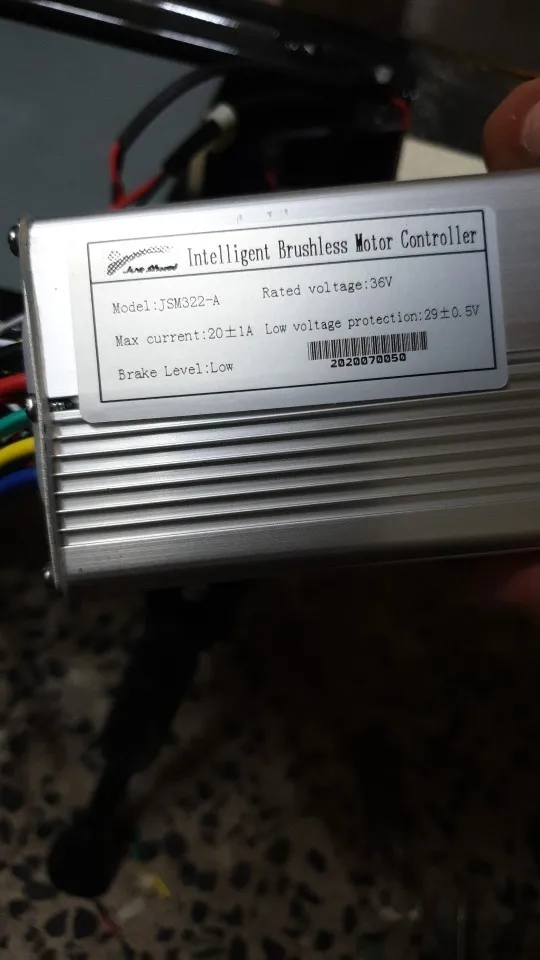 Intelligent Brushless Motor Controller
Model:JSM322-A Rated voltage:36V
Max current:20±1A Low voltage protection:29±0.5V
Brake Level:Low
2020070050